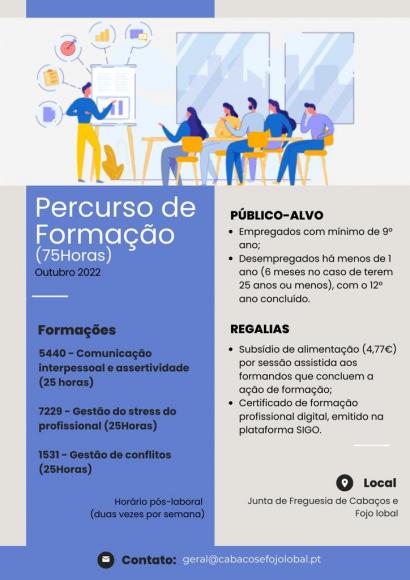 Percurso de
Formação
(75Horas)
Outubro 2022
Formações
5440 - Comunicação
interpessoal e assertividade
(25 horas)
7229 - Gestão do stress do
profissional (25Horas)
1531 - Gestão de conflitos
(25Horas)
Horário pós-laboral
(duas vezes por semana)
PÚBLICO-ALVO
• Empregados com mínimo de 9º
ano;
• Desempregados há menos de 1
ano (6 meses no caso de terem
25 anos ou menos), com o 12º
ano concluído.
REGALIAS
• Subsídio de alimentação (4,77€)
por sessão assistida aos
formandos que concluem a
ação de formação;
• Certificado de formação
profissional digital, emitido na
plataforma SIGO.
Local
Junta de Freguesia de Cabaços e
Fojo lobal
Contato: geral@cabacosefojolobal.pt